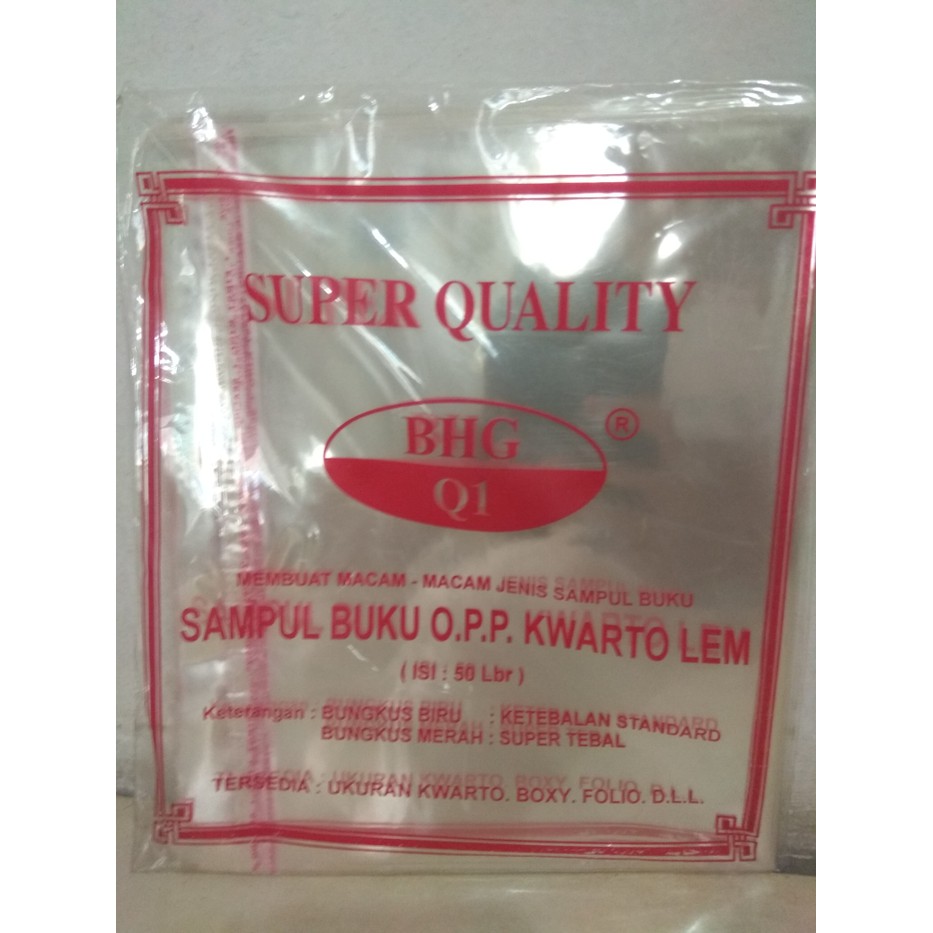 SUPER QUALITY
BHG ®
Q1
MEMBUAT MACAM - MACAM JENIS SAMPUL BUKU
SAMPUL BUKU O.P.P. KWARTO LEM
( ISI : 50 Lbr )
Keterangan : BUNGKUS BIRU : KETEBALAN STANDARD
BUNGKUS MERAH : SUPER TEBAL
TERSEDIA : UKURAN KWARTO. BOXY. FOLIO. D.L.L.